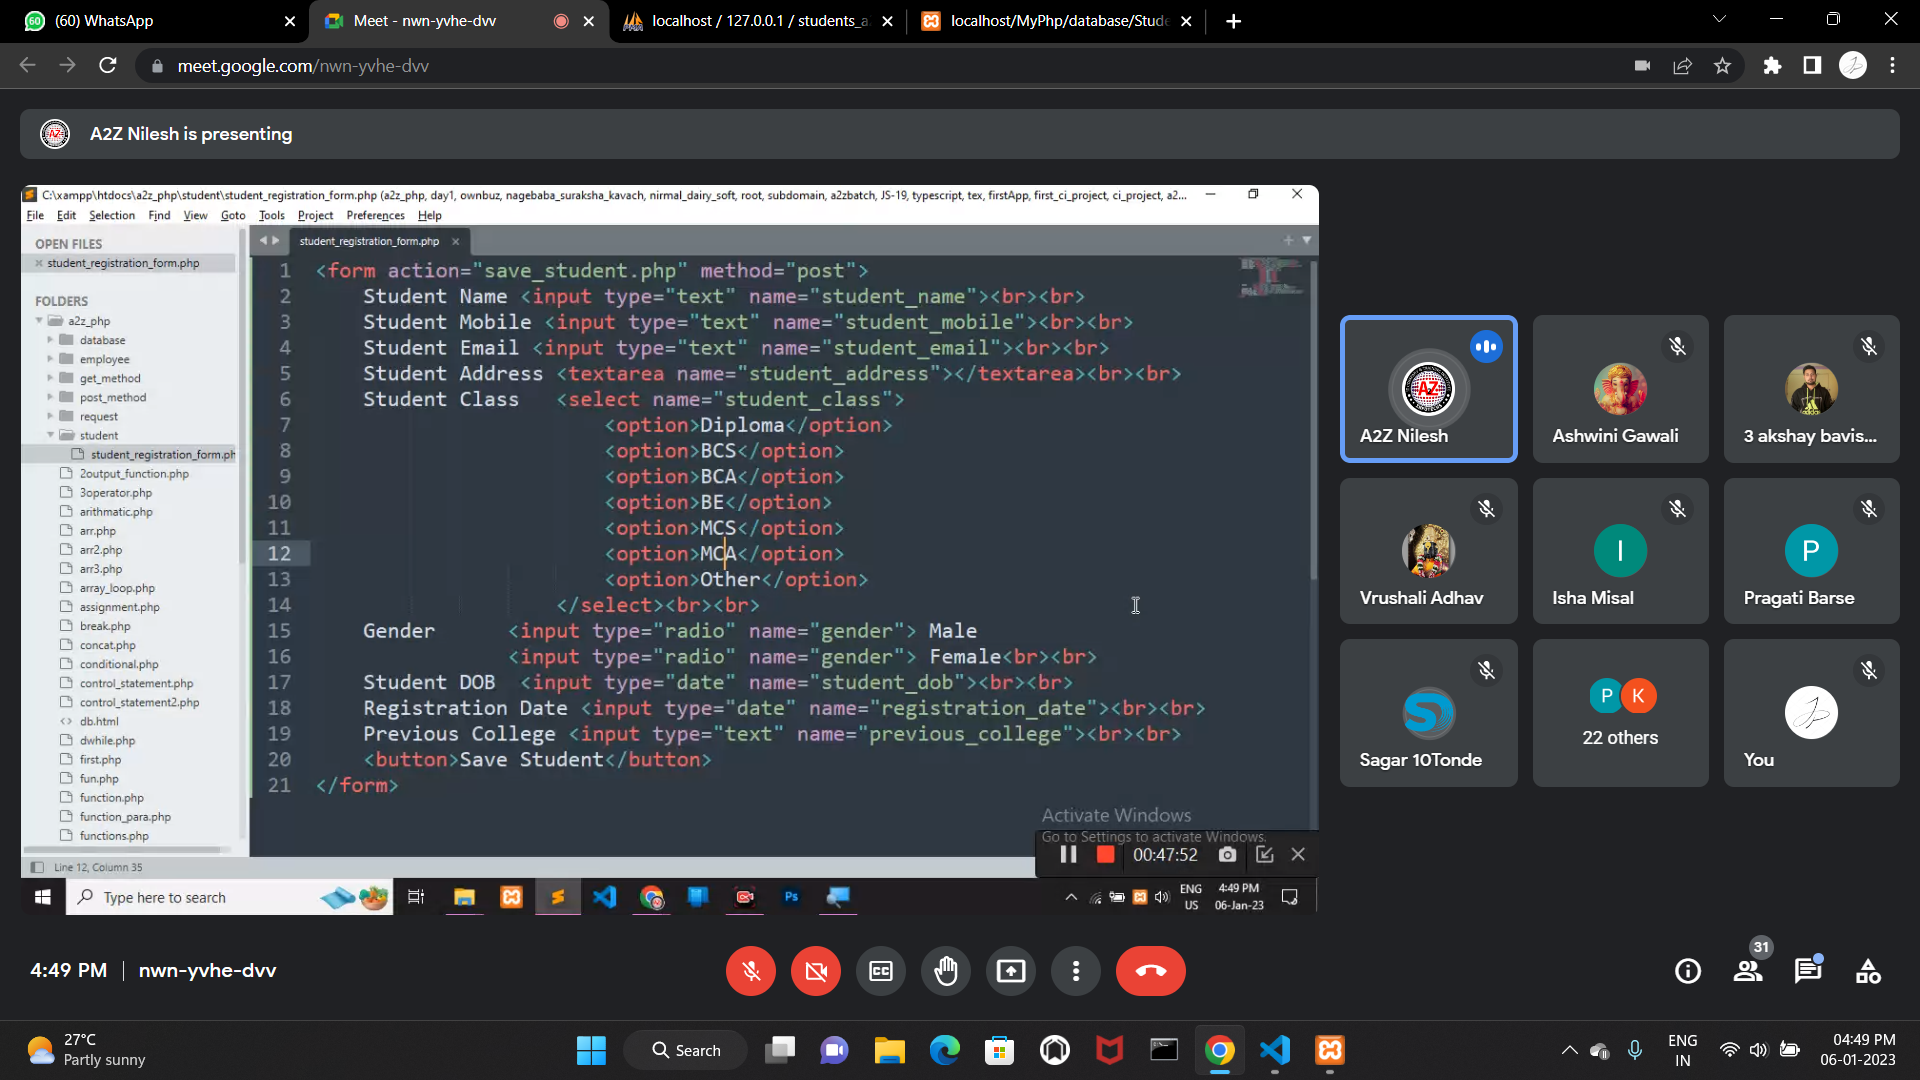 (60) WhatsApp
Meet - nwn-yvhe-dvv
localhost / 127.0.0.1 / students_a
localhost/MyPhp/database/Stude
meet.google.com/nwn-yvhe-dvv
A2Z Nilesh is presenting
C:\xampp\htdocs\a2z_php\student\student_registration_form.php (a2z_php, day1, ownbuz, nagebaba_suraksha_kavach, nirmal_dairy_soft, root, subdomain, a2zbatch, JS-19, typescript, tex, firstApp, first_ci_project, ci_project, a2...
File Edit Selection Find View Goto Tools Project Preferences Help
OPEN FILES
student_registration_form.php
FOLDERS
a2z_php
database
employee
get_method
post_method
request
student
student_registration_form.ph
2output_function.php
3operator.php
arithmatic.php
arr.php
arr2.php
arr3.php
array_loop.php
assignment.php
break.php
concat.php
conditional.php
control_statement.php
control_statement2.php
db.html
dwhile.php
first.php
fun.php
function.php
function_para.php
functions.php
student_registration_form.php
1 <form action="save_student.php" method="post">
2 Student Name <input type="text" name="student_name"><br><br>
3 Student Mobile <input type="text" name="student_mobile"><br><br>
4 Student Email <input type="text" name="student_email"><br><br>
5 Student Address <textarea name="student_address"></textarea><br><br>
6 Student Class <select name="student_class">
7 <option>Diploma</option>
8 <option>BCS</option>
9 <option>BCA</option>
10 <option>BE</option>
11 <option>MCS</option>
12 <option>MCA</option>
13 <option>Other</option>
14 </select><br><br>
15 Gender <input type="radio" name="gender"> Male
16 <input type="radio" name="gender"> Female<br><br>
17 Student DOB <input type="date" name="student_dob"><br><br>
18 Registration Date <input type="date" name="registration_date"><br><br>
19 Previous College <input type="text" name="previous_college"><br><br>
20 <button>Save Student</button>
21 </form>
Activate Windows
Go to Settings to activate Windows.
00:47:52
Line 12, Column 35
Type here to search
Ps
ENG
US
4:49 PM
06-Jan-23
A2Z Nilesh
Ashwini Gawali
3 akshay bavis...
Vrushali Adhav
I
Isha Misal
P
Pragati Barse
Sagar 10Tonde
P K
22 others
You
4:49 PM | nwn-yvhe-dvv
31
27°C
Partly sunny
Search
ENG
IN
04:49 PM
06-01-2023